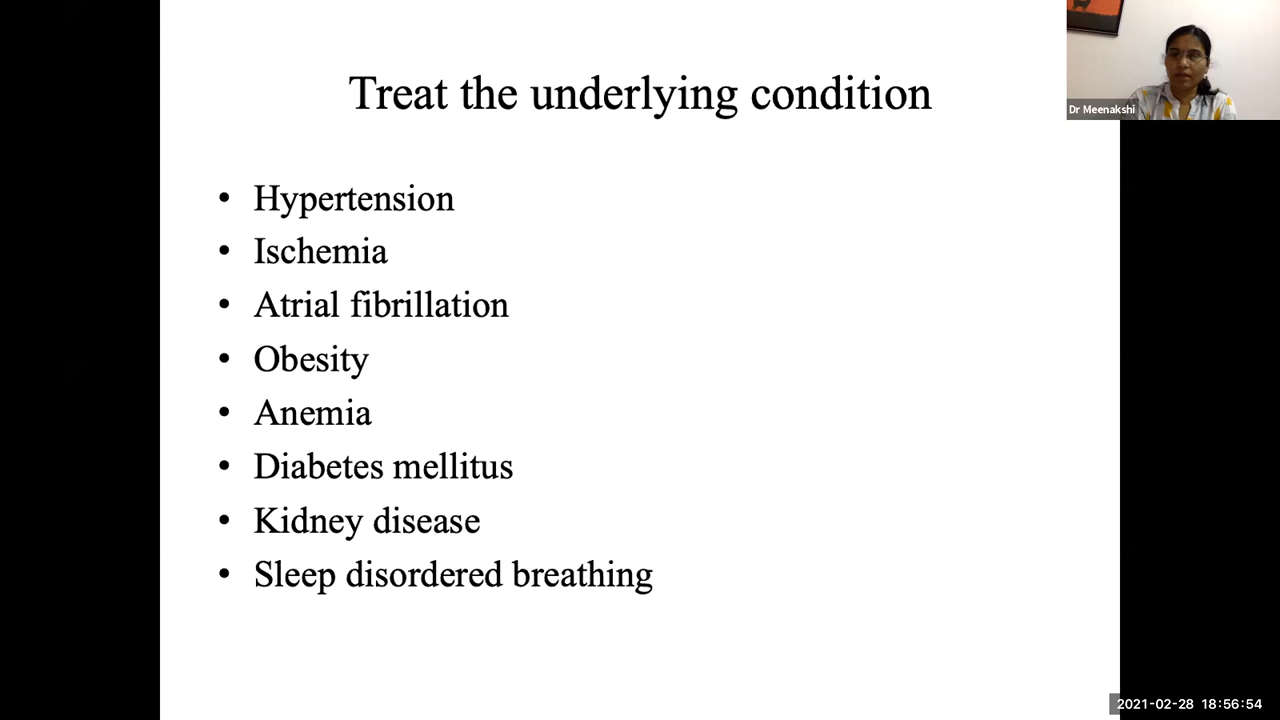 Treat the underlying condition
Dr Meenakshi
• Hypertension
• Ischemia
• Atrial fibrillation
• Obesity
• Anemia
• Diabetes mellitus
• Kidney disease
• Sleep disordered breathing
2021-02-28 18:56:54